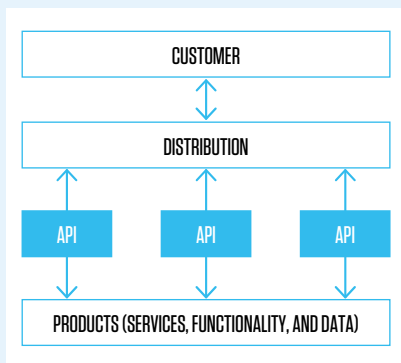 CUSTOMER
DISTRIBUTION
API API API
PRODUCTS (SERVICES, FUNCTIONALITY, AND DATA)